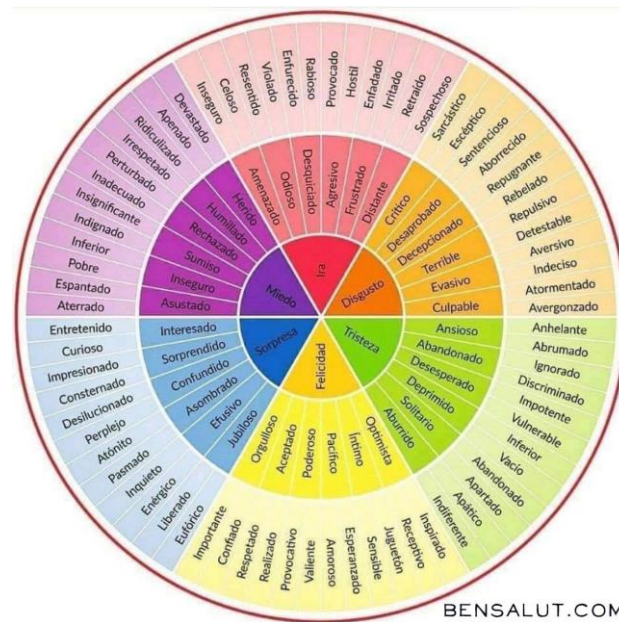 Ira
Disgusto
Tristeza
Felicidad
Sorpresa
Miedo
Amenazado
Odioso
Desquiciado
Agresivo
Frustrado
Distante
Crítico
Desaprobado
Decepcionado
Terrible
Evasivo
Culpable
Ansioso
Abandonado
Desesperado
Deprimido
Solitario
Aburrido
Optimista
Íntimo
Pacífico
Poderoso
Aceptado
Orgulloso
Jubiloso
Efusivo
Asombrado
Confundido
Sorprendido
Interesado
Asustado
Inseguro
Sumiso
Rechazado
Humillado
Herido
Inseguro
Celoso
Resentido
Violado
Enfurecido
Rabioso
Provocado
Hostil
Enfadado
Irritado
Retraído
Sospechoso
Sarcástico
Escéptico
Sentencioso
Aborrecido
Repugnante
Rebelado
Repulsivo
Detestable
Aversivo
Indeciso
Atormentado
Avergonzado
Anhelante
Abrumado
Ignorado
Discriminado
Impotente
Vulnerable
Inferior
Vacío
Abandonado
Apartado
Apático
Indiferente
Inspirado
Receptivo
Juguetón
Sensible
Esperanzado
Amoroso
Valiente
Provocativo
Realizado
Respetado
Confiado
Importante
Eufórico
Liberado
Enérgico
Inquieto
Pasmado
Atónito
Perplejo
Desilucionado
Consternado
Impresionado
Curioso
Entretenido
Aterrado
Espantado
Pobre
Inferior
Indignado
Insignificante
Inadecuado
Perturbado
Irrespetado
Ridiculizado
Apenado
Devastado
BENSALUT.COM